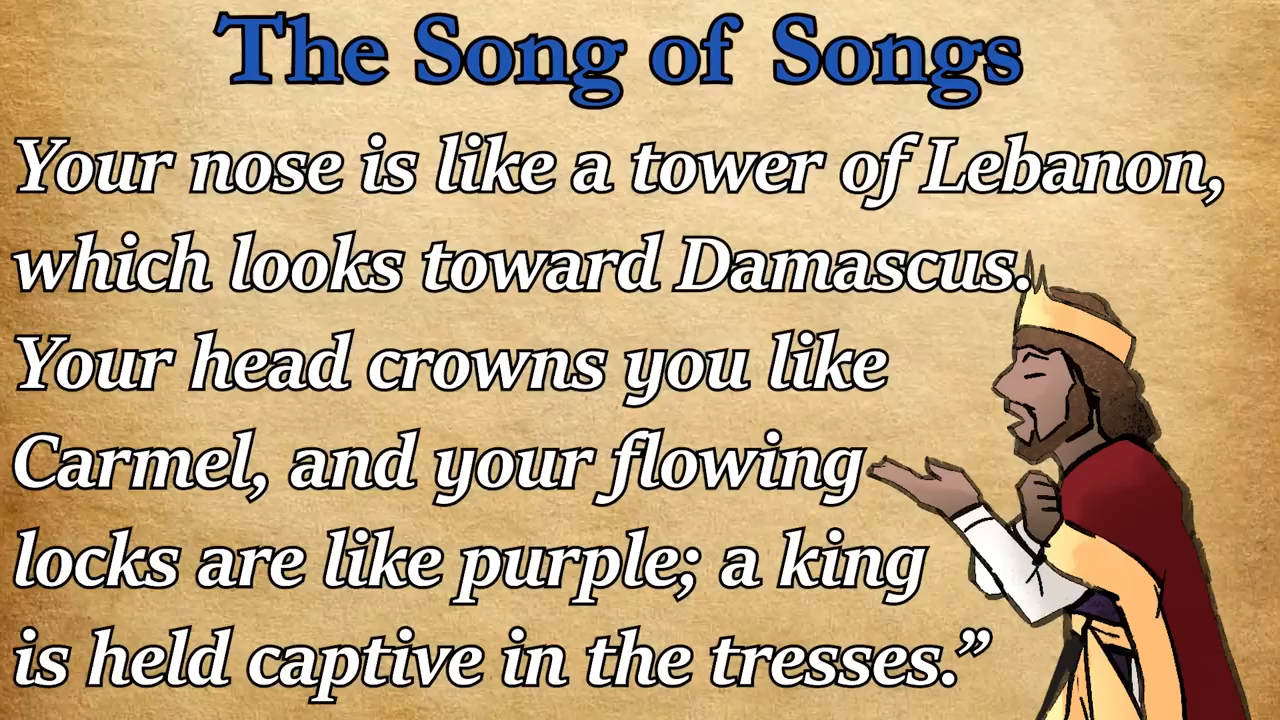 The Song of Songs
Your nose is like a tower of Lebanon,
which looks toward Damascus.
Your head crowns you like
Carmel, and your flowing
locks are like purple; a king
is held captive in the tresses.”